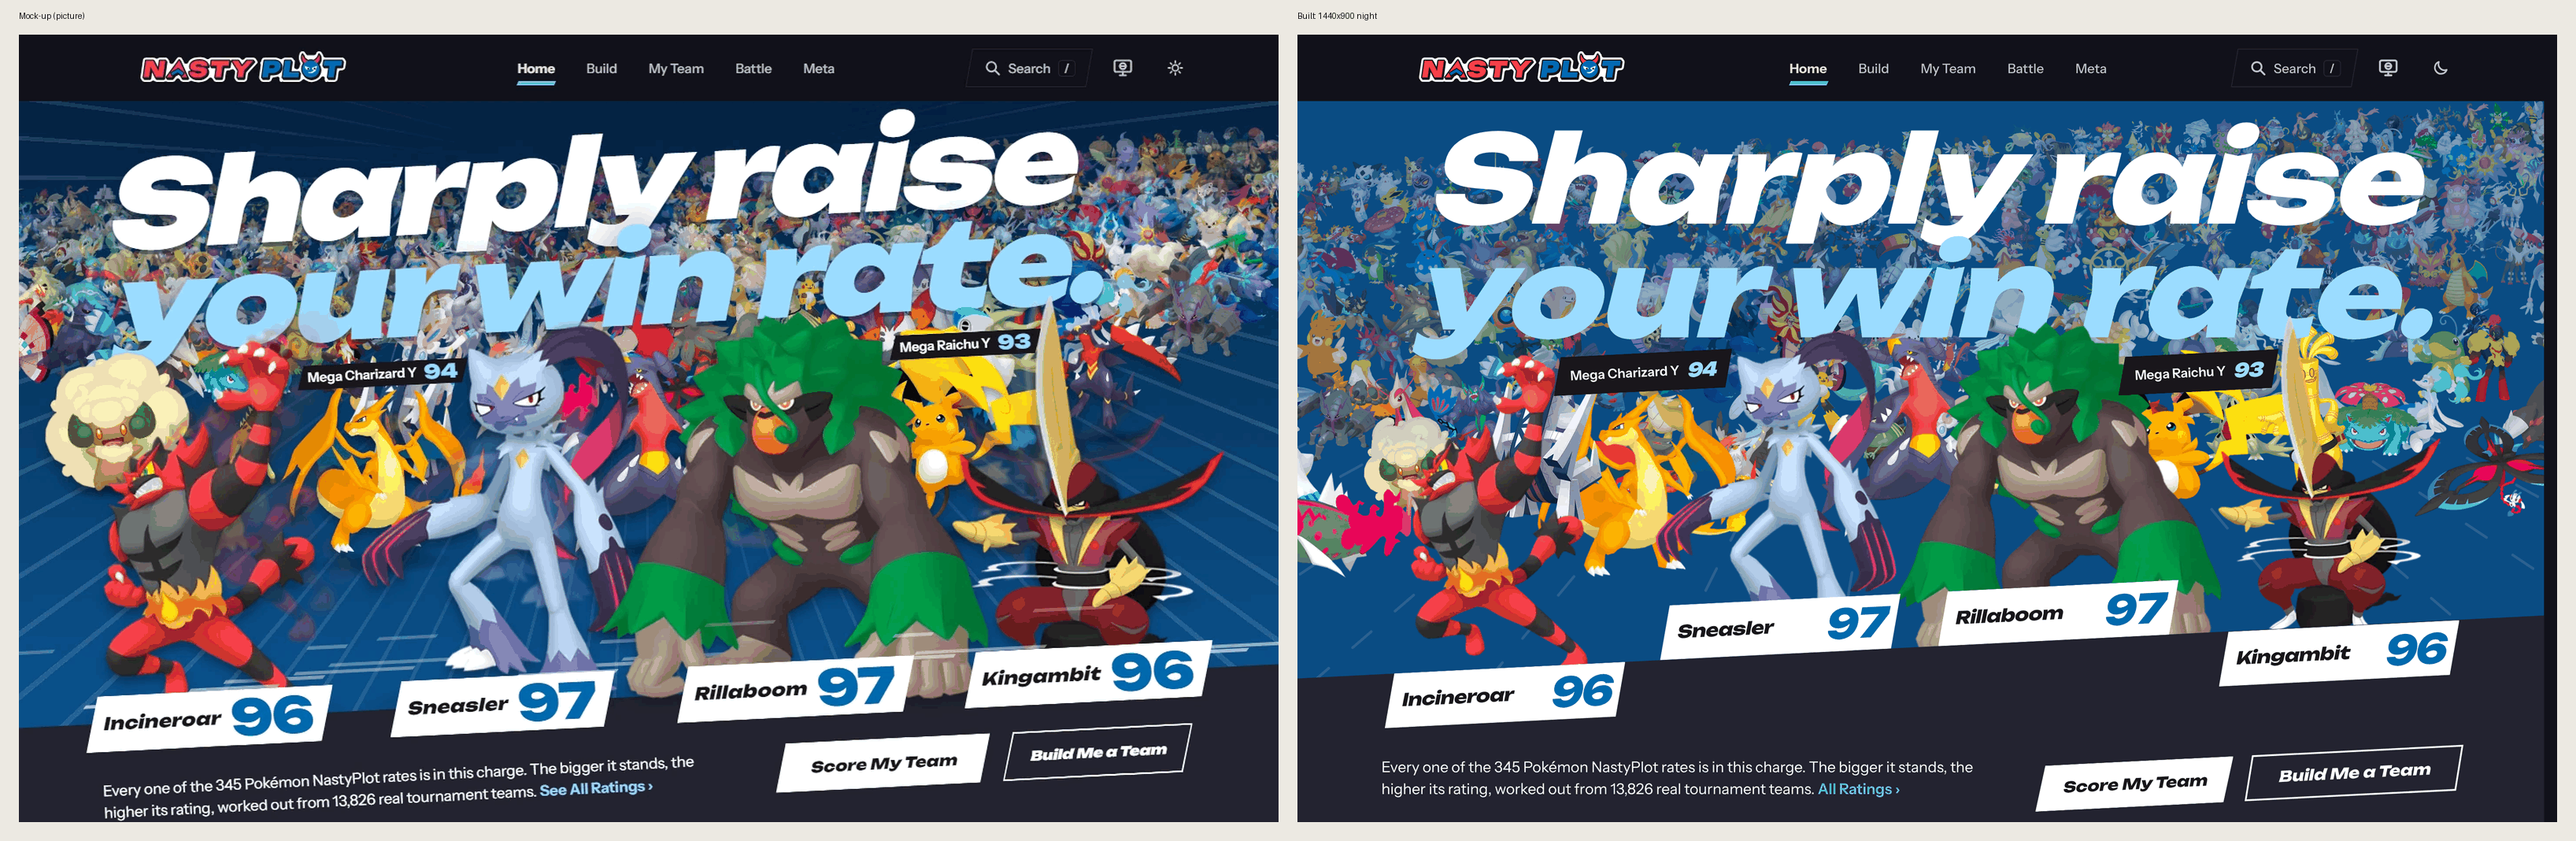 Mock-up (picture)
NASTY PLOT
Home
Build
My Team
Battle
Meta
Search /
Sharply raise
your win rate.
Mega Charizard Y 94
Mega Raichu Y 93
Incineroar 96
Sneasler 97
Rillaboom 97
Kingambit 96
Every one of the 345 Pokémon NastyPlot rates is in this charge. The bigger it stands, the
higher its rating, worked out from 13,826 real tournament teams. See All Ratings ›
Score My Team
Build Me a Team
Built: 1440x900 night
NASTY PLOT
Home
Build
My Team
Battle
Meta
Search /
Sharply raise
your win rate.
Mega Charizard Y 94
Mega Raichu Y 93
Incineroar 96
Sneasler 97
Rillaboom 97
Kingambit 96
Every one of the 345 Pokémon NastyPlot rates is in this charge. The bigger it stands, the
higher its rating, worked out from 13,826 real tournament teams. All Ratings ›
Score My Team
Build Me a Team